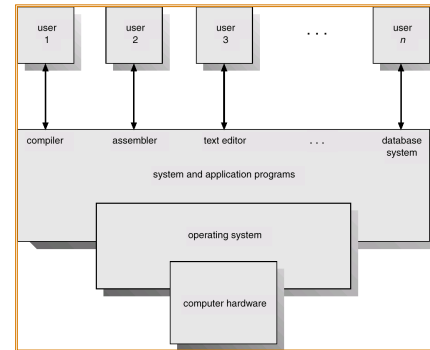 user
1
user
2
user
3
. . .
user
n
compiler
assembler
text editor
. . .
database
system
system and application programs
operating system
computer hardware